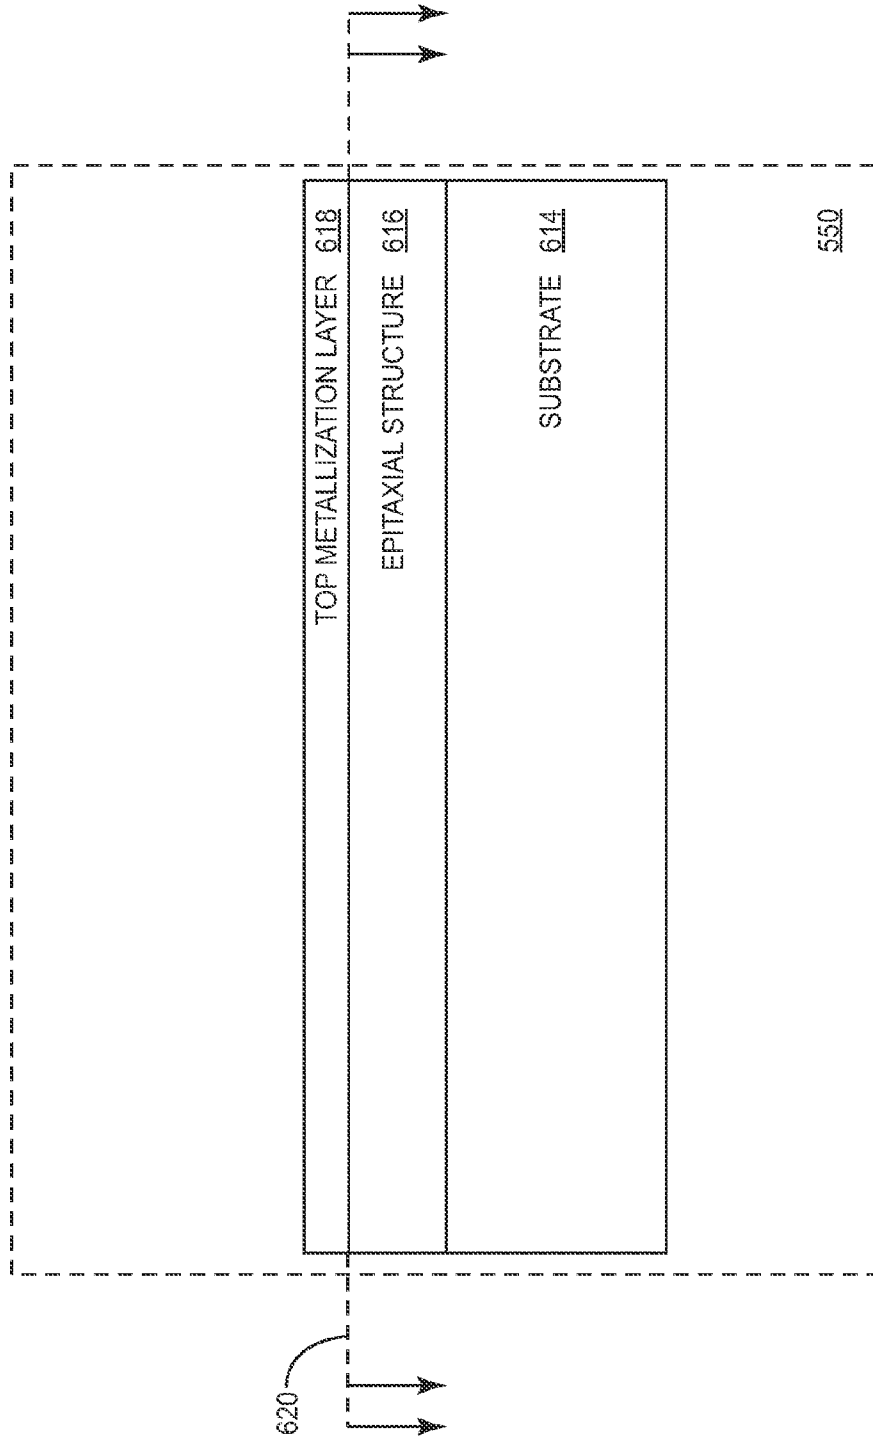 TOP METALLIZATION LAYER 618
EPITAXIAL STRUCTURE 616
SUBSTRATE 614
550
620